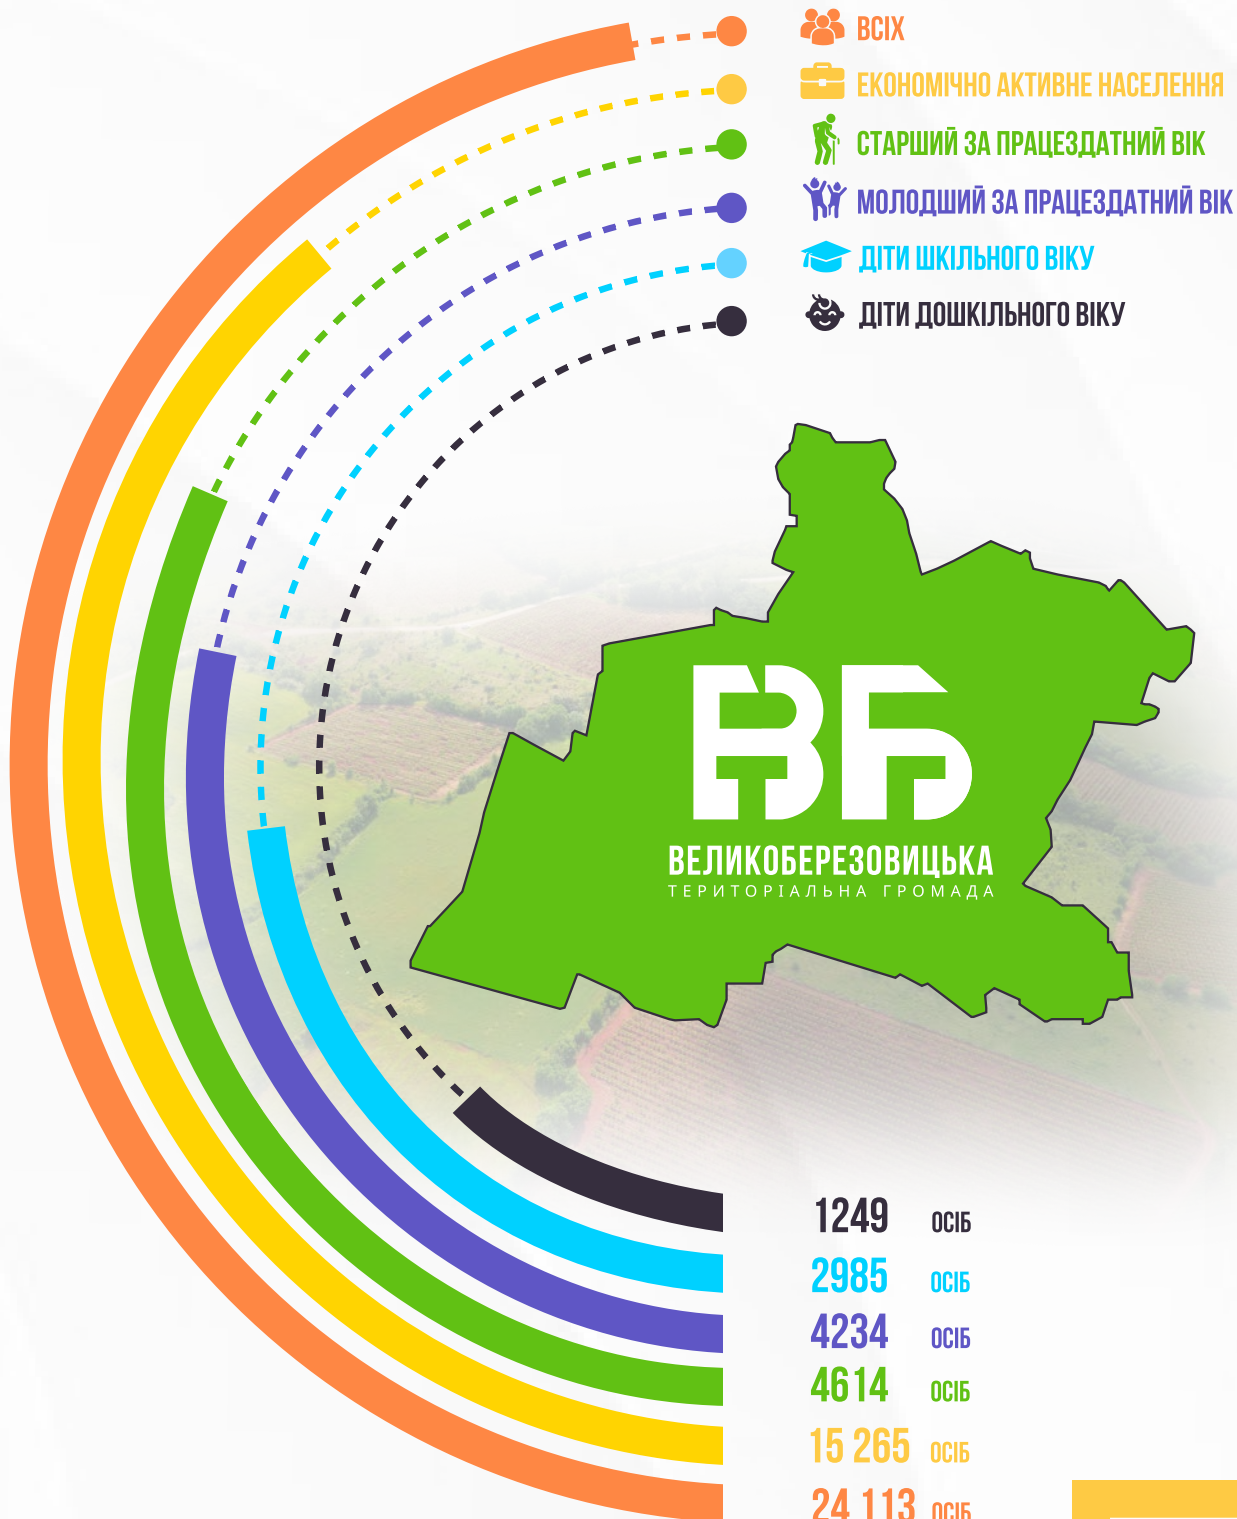 ВСІХ
ЕКОНОМІЧНО АКТИВНЕ НАСЕЛЕННЯ
СТАРШИЙ ЗА ПРАЦЕЗДАТНИЙ ВІК
МОЛОДШИЙ ЗА ПРАЦЕЗДАТНИЙ ВІК
ДІТИ ШКІЛЬНОГО ВІКУ
ДІТИ ДОШКІЛЬНОГО ВІКУ
ВБ
ВЕЛИКОБЕРЕЗОВИЦЬКА
ТЕРИТОРІАЛЬНА ГРОМАДА
1249 ОСІБ
2985 ОСІБ
4234 ОСІБ
4614 ОСІБ
15 265 ОСІБ
24 113 ОСІБ